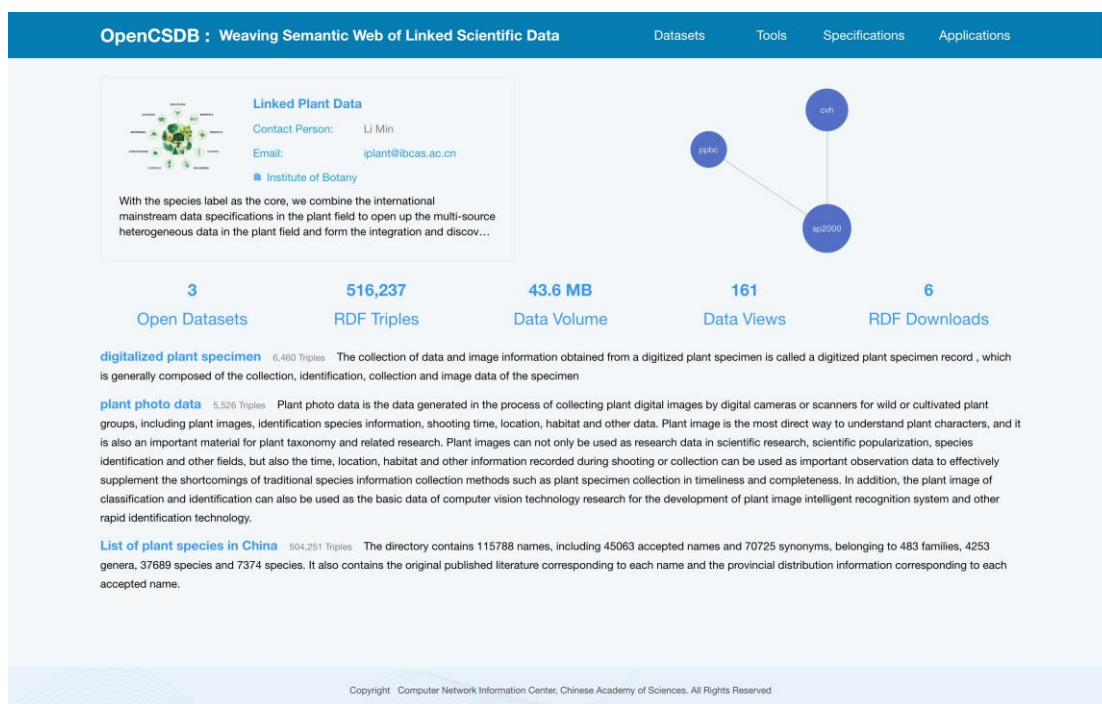 OpenCSDB : Weaving Semantic Web of Linked Scientific Data
Datasets Tools Specifications Applications
Linked Plant Data
Contact Person: Li Min
Email: iplant@ibcas.ac.cn
Institute of Botany
With the species label as the core, we combine the international
mainstream data specifications in the plant field to open up the multi-source
heterogeneous data in the plant field and form the integration and discov...
cvh
ppbc
sp2000
3 516,237 43.6 MB 161 6
Open Datasets RDF Triples Data Volume Data Views RDF Downloads
digitalized plant specimen 6,460 Triples The collection of data and image information obtained from a digitized plant specimen is called a digitized plant specimen record , which
is generally composed of the collection, identification, collection and image data of the specimen
plant photo data 5,526 Triples Plant photo data is the data generated in the process of collecting plant digital images by digital cameras or scanners for wild or cultivated plant
groups, including plant images, identification species information, shooting time, location, habitat and other data. Plant image is the most direct way to understand plant characters, and it
is also an important material for plant taxonomy and related research. Plant images can not only be used as research data in scientific research, scientific popularization, species
identification and other fields, but also the time, location, habitat and other information recorded during shooting or collection can be used as important observation data to effectively
supplement the shortcomings of traditional species information collection methods such as plant specimen collection in timeliness and completeness. In addition, the plant image of
classification and identification can also be used as the basic data of computer vision technology research for the development of plant image intelligent recognition system and other
rapid identification technology.
List of plant species in China 504,251 Triples The directory contains 115788 names, including 45063 accepted names and 70725 synonyms, belonging to 483 families, 4253
genera, 37689 species and 7374 species. It also contains the original published literature corresponding to each name and the provincial distribution information corresponding to each
accepted name.
Copyright Computer Network Information Center, Chinese Academy of Sciences. All Rights Reserved